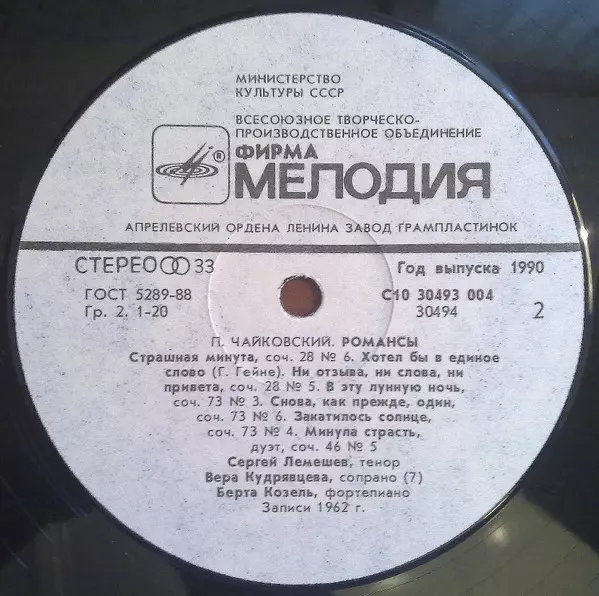 МИНИСТЕРСТВО
КУЛЬТУРЫ СССР
ВСЕСОЮЗНОЕ ТВОРЧЕСКО-
ПРОИЗВОДСТВЕННОЕ ОБЪЕДИНЕНИЕ
ФИРМА
® МЕЛОДИЯ
АПРЕЛЕВСКИЙ ОРДЕНА ЛЕНИНА ЗАВОД ГРАМПЛАСТИНОК
СТЕРЕО 33 Год выпуска 1990
ГОСТ 5289-88 С10 30493 004
Гр. 2, 1-20 30494 2
П. ЧАЙКОВСКИЙ. РОМАНСЫ
Страшная минута, соч. 28 № 6. Хотел бы в единое
слово (Г. Гейне). Ни отзыва, ни слова, ни
привета, соч. 28 № 5. В эту лунную ночь,
соч. 73 № 3. Снова, как прежде, один,
соч. 73 № 6. Закатилось солнце,
соч. 73 № 4. Минула страсть,
дуэт, соч. 46 № 5
Сергей Лемешев, тенор
Вера Кудрявцева, сопрано (7)
Берта Козель, фортепиано
Записи 1962 г.